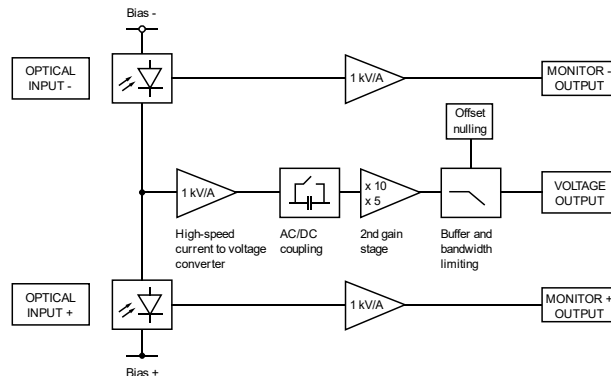 Bias -
OPTICAL
INPUT -
1 kV/A
MONITOR -
OUTPUT
Offset
nulling
1 kV/A
x 10
x 5
VOLTAGE
OUTPUT
High-speed
current to voltage
converter
AC/DC
coupling
2nd gain
stage
Buffer and
bandwidth
limiting
OPTICAL
INPUT +
1 kV/A
MONITOR +
OUTPUT
Bias +